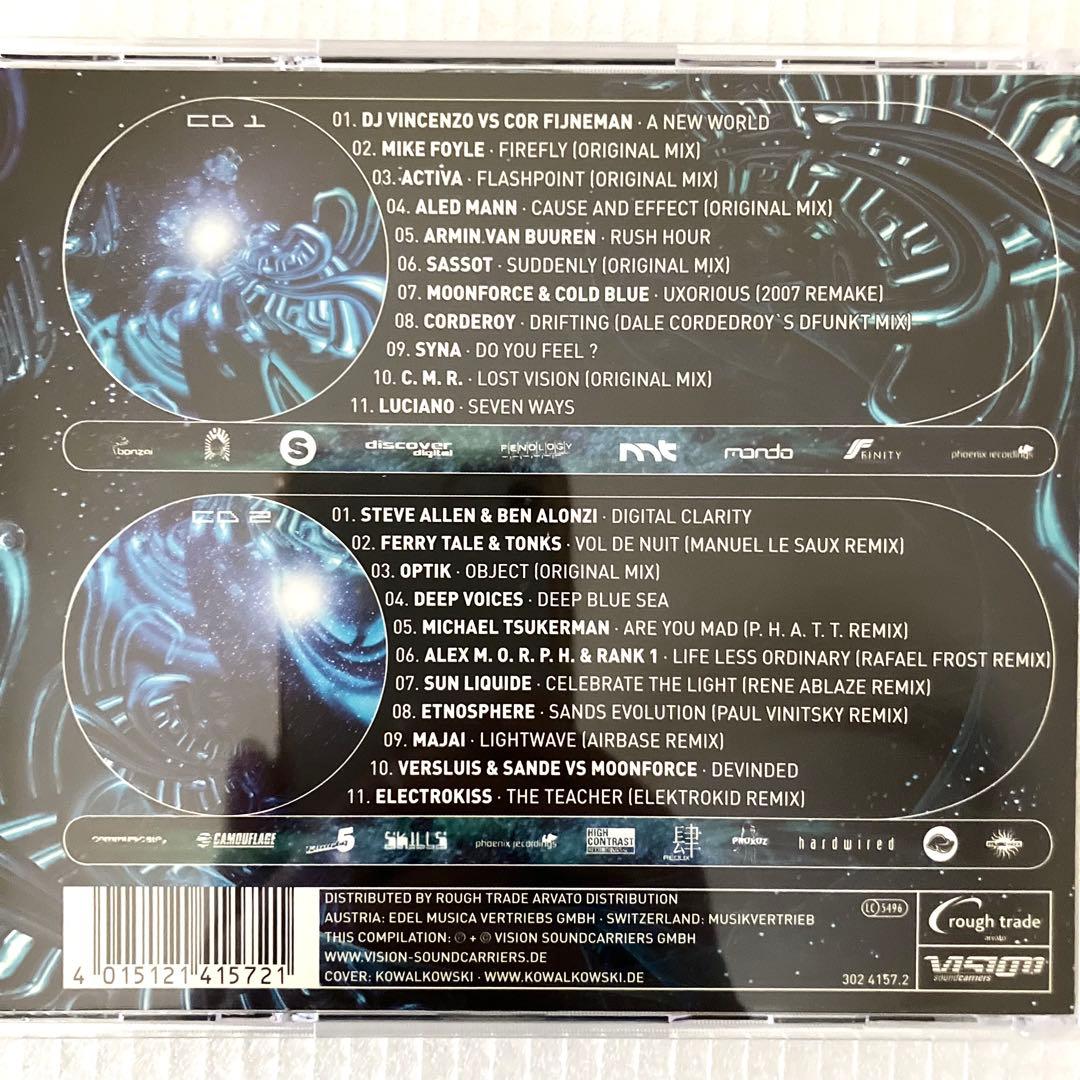 CD 1
01. DJ VINCENZO VS COR FIJNEMAN · A NEW WORLD
02. MIKE FOYLE · FIREFLY (ORIGINAL MIX)
03. ACTIVA · FLASHPOINT (ORIGINAL MIX)
04. ALED MANN · CAUSE AND EFFECT (ORIGINAL MIX)
05. ARMIN VAN BUUREN · RUSH HOUR
06. SASSOT · SUDDENLY (ORIGINAL MIX)
07. MOONFORCE & COLD BLUE · UXORIOUS (2007 REMAKE)
08. CORDEROY · DRIFTING (DALE CORDEDROY`S DFUNKT MIX)
09. SYNA · DO YOU FEEL ?
10. C. M. R. · LOST VISION (ORIGINAL MIX)
11. LUCIANO · SEVEN WAYS
bonzai S discover digital FENOLOGY mt mondo FINITY phoenix recordings
CD 2
01. STEVE ALLEN & BEN ALONZI · DIGITAL CLARITY
02. FERRY TALE & TONKS · VOL DE NUIT (MANUEL LE SAUX REMIX)
03. OPTIK · OBJECT (ORIGINAL MIX)
04. DEEP VOICES · DEEP BLUE SEA
05. MICHAEL TSUKERMAN · ARE YOU MAD (P. H. A. T. T. REMIX)
06. ALEX M. O. R. P. H. & RANK 1 · LIFE LESS ORDINARY (RAFAEL FROST REMIX)
07. SUN LIQUIDE · CELEBRATE THE LIGHT (RENE ABLAZE REMIX)
08. ETNOSPHERE · SANDS EVOLUTION (PAUL VINITSKY REMIX)
09. MAJAI · LIGHTWAVE (AIRBASE REMIX)
10. VERSLUIS & SANDE VS MOONFORCE · DEVINDED
11. ELECTROKISS · THE TEACHER (ELEKTROKID REMIX)
CAMOUFLAGE 5 SKILLS phoenix recordings HIGH CONTRAST 肆 REDUX hardwired
DISTRIBUTED BY ROUGH TRADE ARVATO DISTRIBUTION
AUSTRIA: EDEL MUSICA VERTRIEBS GMBH · SWITZERLAND: MUSIKVERTRIEB
THIS COMPILATION: ℗ + © VISION SOUNDCARRIERS GMBH
WWW.VISION-SOUNDCARRIERS.DE
COVER: KOWALKOWSKI · WWW.KOWALKOWSKI.DE
4 015121 415721
LC 5496
302 4157.2
rough trade
arvato
VISION
soundcarriers